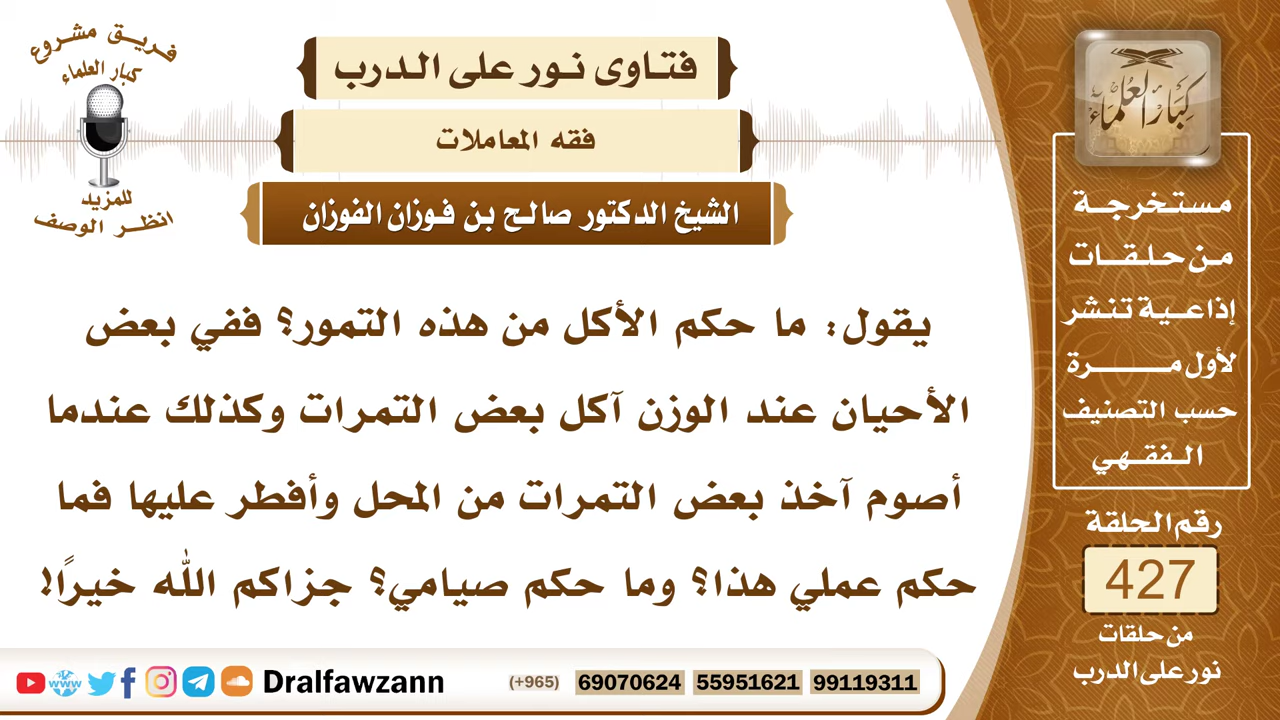 فريق مشروع
كبار العلماء
للمزيد
انظر الوصف
فتاوى نور على الدرب
فقه المعاملات
الشيخ الدكتور صالح بن فوزان الفوزان
يقول: ما حكم الأكل من هذه التمور؟ ففي بعض
الأحيان عند الوزن آكل بعض التمرات وكذلك عندما
أصوم آخذ بعض التمرات من المحل وأفطر عليها فما
حكم عملي هذا؟ وما حكم صيامي؟ جزاكم الله خيرًا!
كبار العلماء
مستخرجة
من حلقات
إذاعية تنشر
لأول مرة
حسب التصنيف
الفقهي
رقم الحلقة
427
من حلقات
نور على الدرب
www
Dralfawzann
(+965) 69070624 55951621 99119311